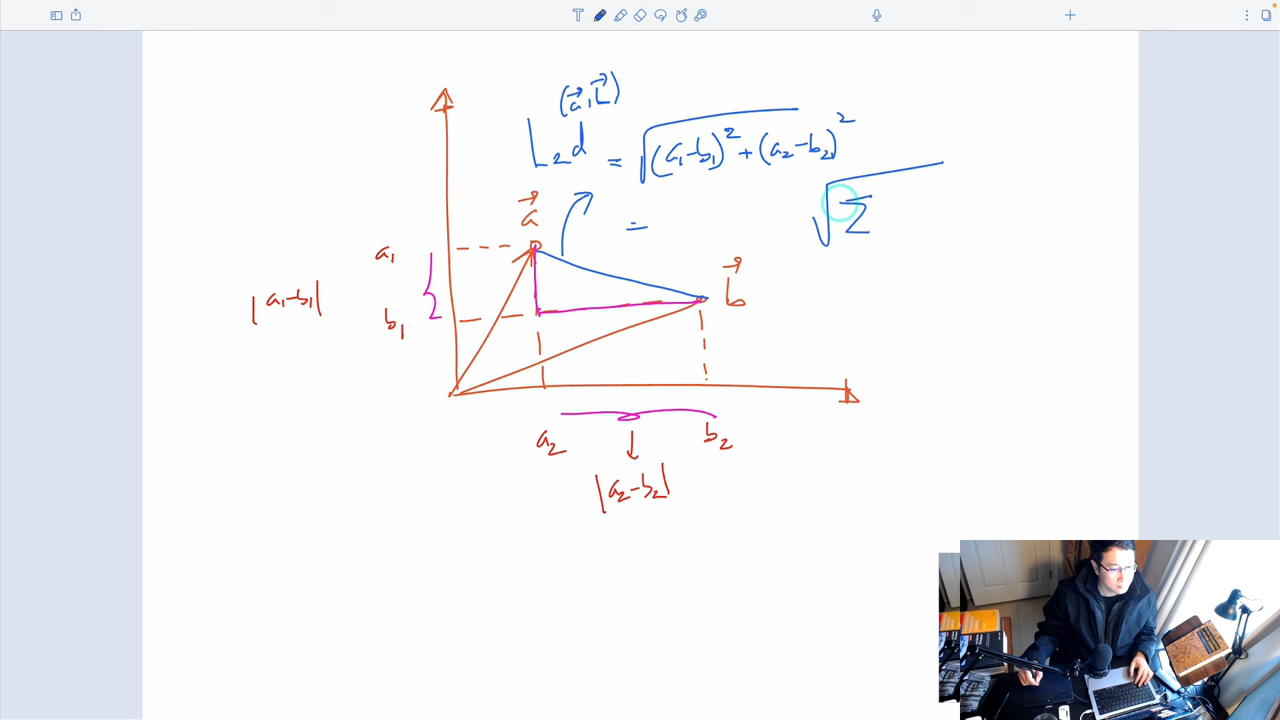 (a⃗, b⃗)
L₂d = √((a₁-b₁)² + (a₂-b₂)²)
= √Σ
a⃗
a₁
b⃗
|a₁-b₁|
b₁
a₂ b₂
|a₂-b₂|